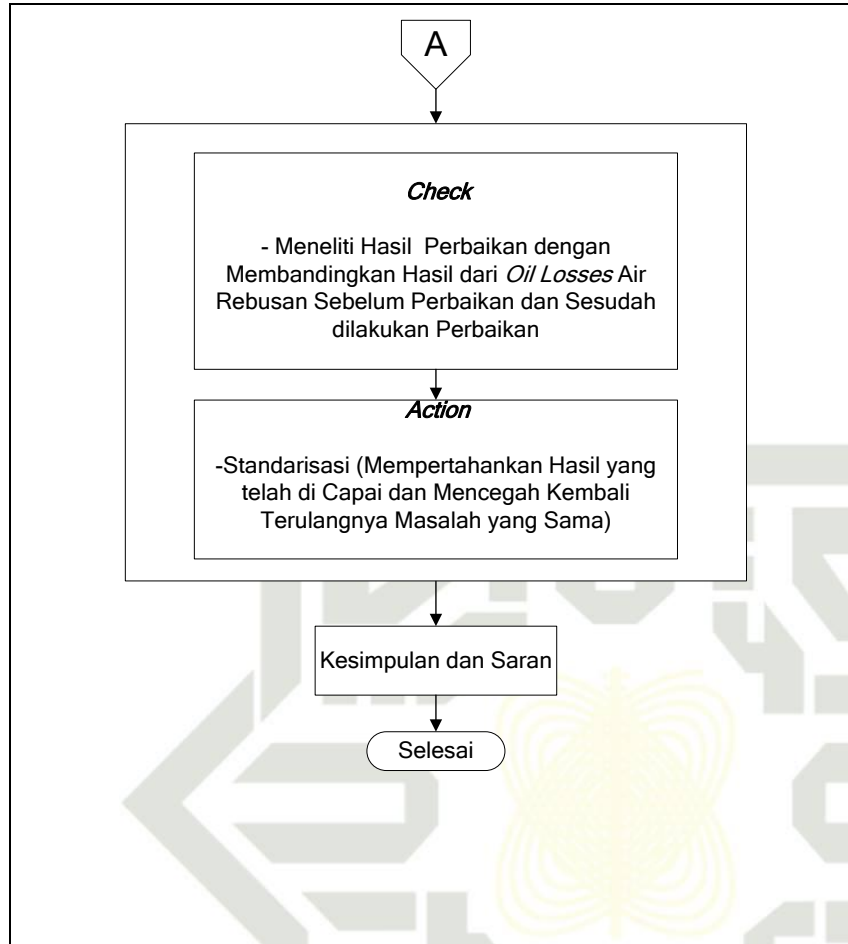 A
Check
- Meneliti Hasil Perbaikan dengan
Membandingkan Hasil dari Oil Losses Air
Rebusan Sebelum Perbaikan dan Sesudah
dilakukan Perbaikan
Action
-Standarisasi (Mempertahankan Hasil yang
telah di Capai dan Mencegah Kembali
Terulangnya Masalah yang Sama)
Kesimpulan dan Saran
Selesai